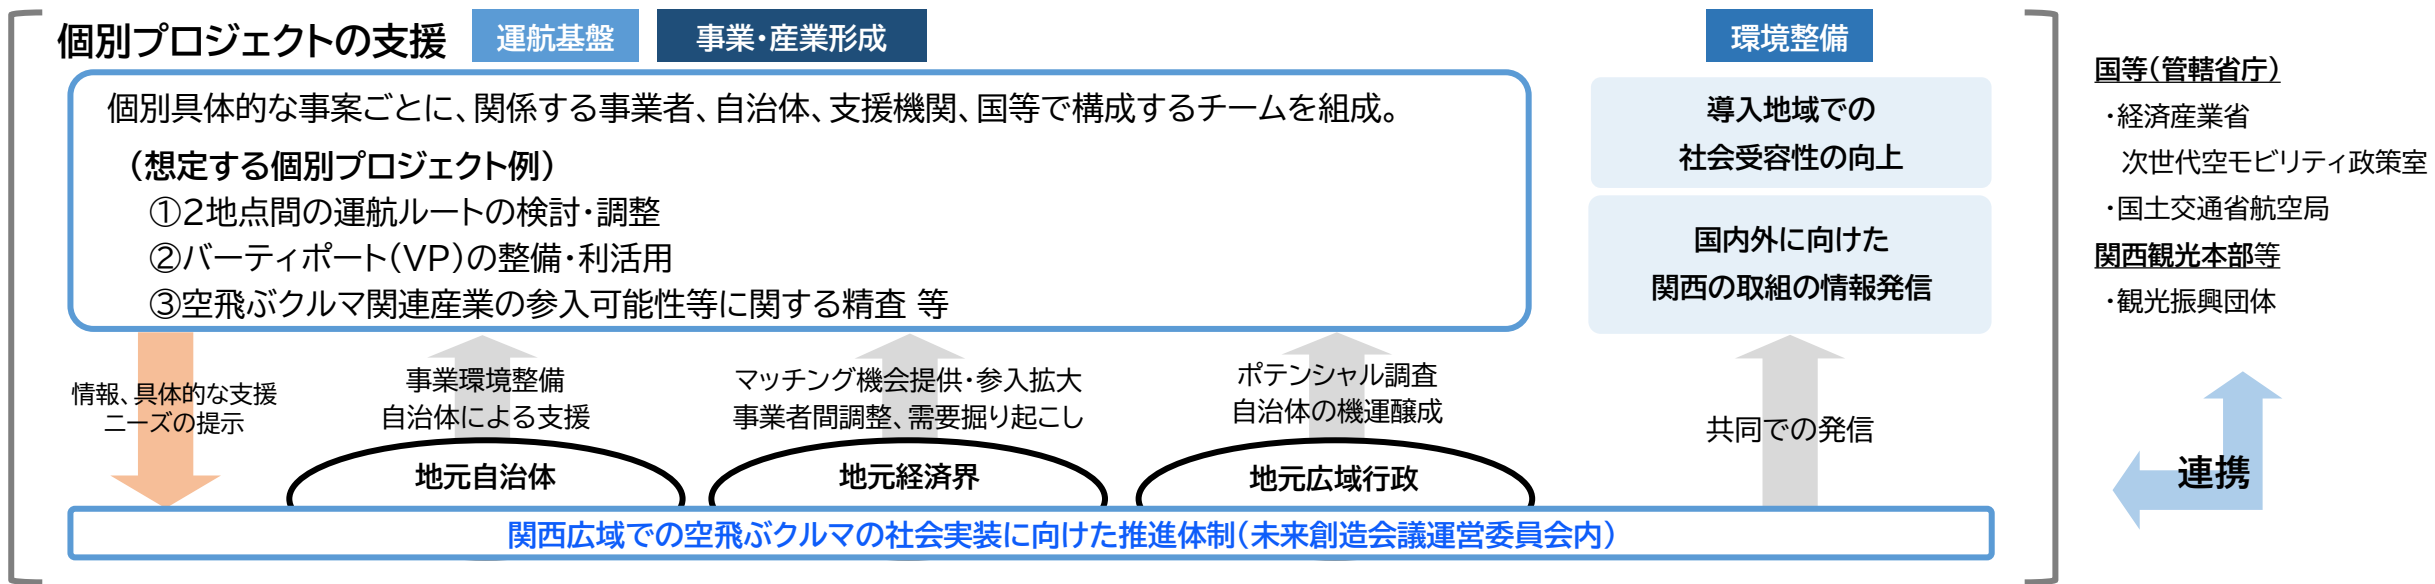 個別プロジェクトの支援
運航基盤
事業・産業形成
環境整備
個別具体的な事案ごとに、関係する事業者、自治体、支援機関、国等で構成するチームを組成。
（想定する個別プロジェクト例）
①2地点間の運航ルートの検討・調整
②バーティポート（VP）の整備・利活用
③空飛ぶクルマ関連産業の参入可能性等に関する精査 等
導入地域での
社会受容性の向上
国内外に向けた
関西の取組の情報発信
情報、具体的な支援
ニーズの提示
事業環境整備
自治体による支援
マッチング機会提供・参入拡大
事業者間調整、需要掘り起こし
ポテンシャル調査
自治体の機運醸成
共同での発信
地元自治体
地元経済界
地元広域行政
関西広域での空飛ぶクルマの社会実装に向けた推進体制（未来創造会議運営委員会内）
国等（管轄省庁）
・経済産業省
次世代空モビリティ政策室
・国土交通省航空局
関西観光本部等
・観光振興団体
連携